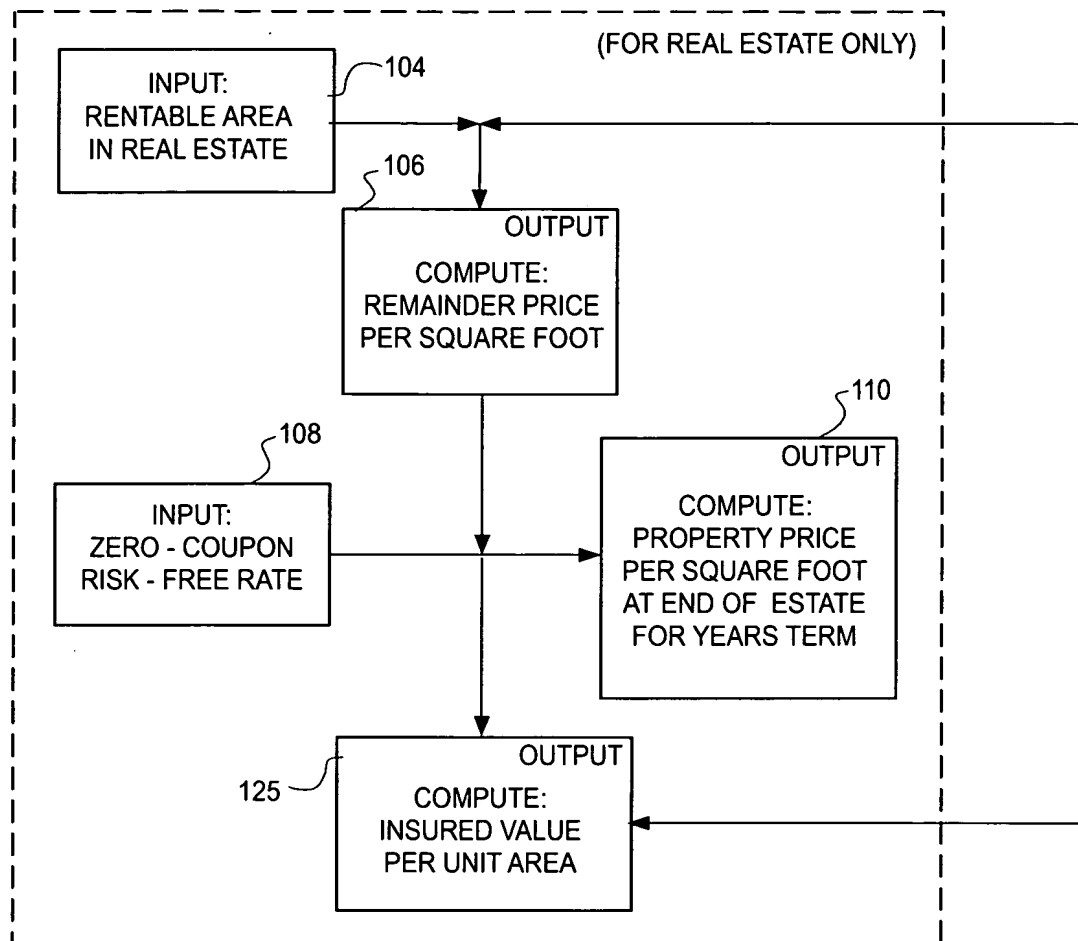 (FOR REAL ESTATE ONLY)
104
INPUT:
RENTABLE AREA
IN REAL ESTATE
106
OUTPUT
COMPUTE:
REMAINDER PRICE
PER SQUARE FOOT
108
INPUT:
ZERO - COUPON
RISK - FREE RATE
110
OUTPUT
COMPUTE:
PROPERTY PRICE
PER SQUARE FOOT
AT END OF ESTATE
FOR YEARS TERM
125
OUTPUT
COMPUTE:
INSURED VALUE
PER UNIT AREA